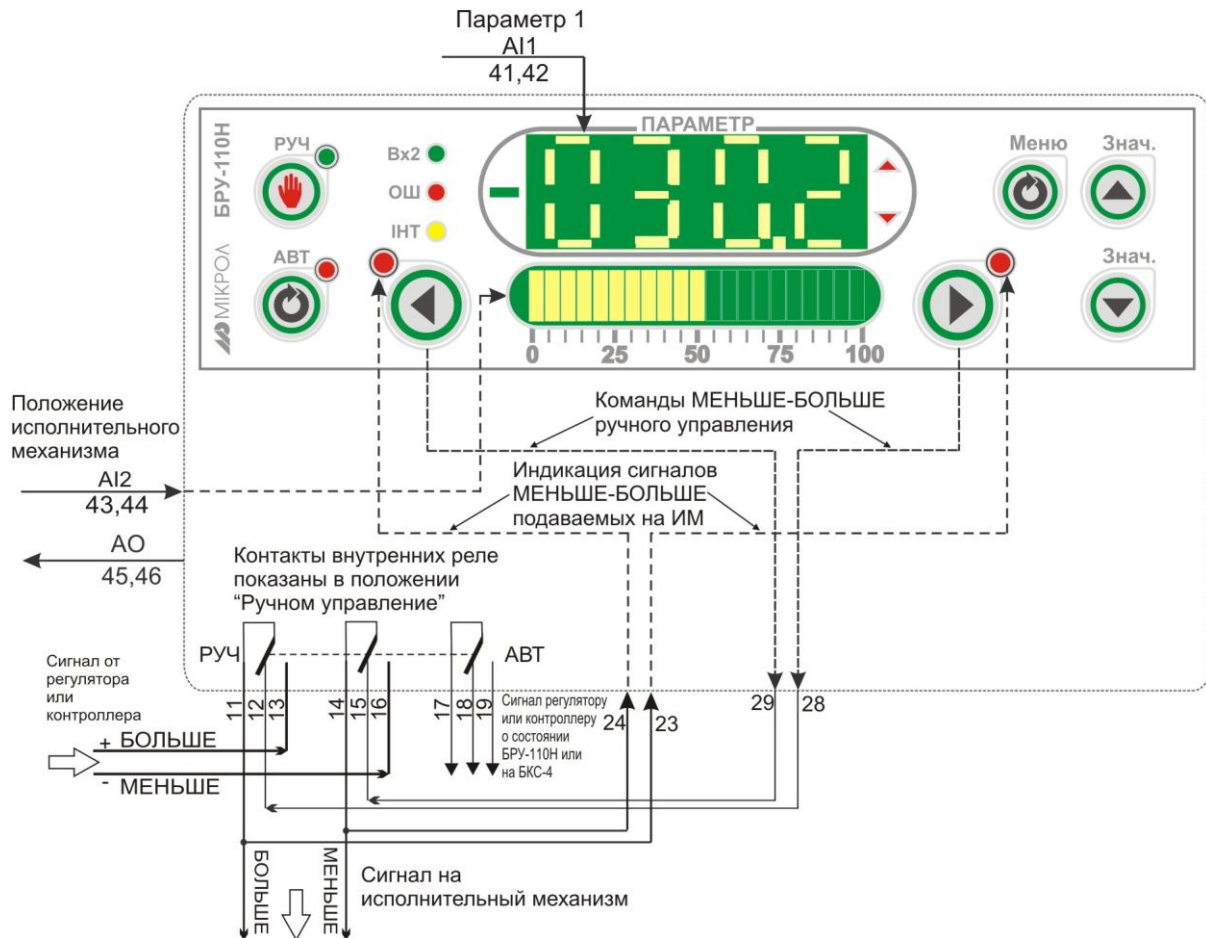 Параметр 1
AI1
41,42
БРУ-110Н
МІКРОЛ
РУЧ
АВТ
Вх2
ОШ
ІНТ
ПАРАМЕТР
030.2
Меню
Знач.
Знач.
0 25 50 75 100
Положение
исполнительного
механизма
AI2
43,44
AO
45,46
Команды МЕНЬШЕ-БОЛЬШЕ
ручного управления
Индикация сигналов
МЕНЬШЕ-БОЛЬШЕ
подаваемых на ИМ
Контакты внутренних реле
показаны в положении
“Ручном управление”
РУЧ
АВТ
Сигнал от
регулятора
или
контроллера
11
12
13
14
15
16
17
18
19
Сигнал регулятору
или контроллеру
о состоянии
БРУ-110Н или
на БКС-4
24
23
29
28
+ БОЛЬШЕ
- МЕНЬШЕ
БОЛЬШЕ
МЕНЬШЕ
Сигнал на
исполнительный механизм